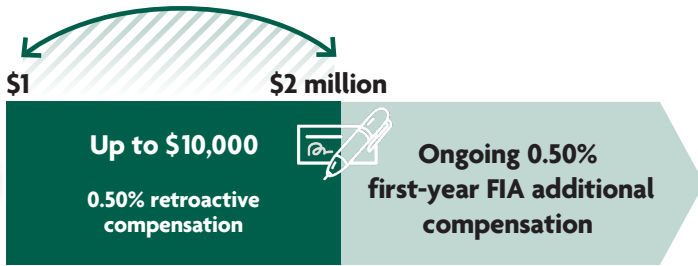 $1
$2 million
Up to $10,000
0.50% retroactive
compensation
Ongoing 0.50%
first-year FIA additional
compensation